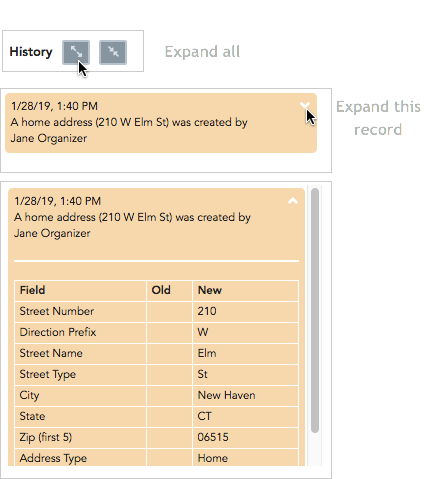 History
Expand all
1/28/19, 1:40 PM
A home address (210 W Elm St) was created by
Jane Organizer
Expand this
record
1/28/19, 1:40 PM
A home address (210 W Elm St) was created by
Jane Organizer
Field Old New
Street Number 210
Direction Prefix W
Street Name Elm
Street Type St
City New Haven
State CT
Zip (first 5) 06515
Address Type Home